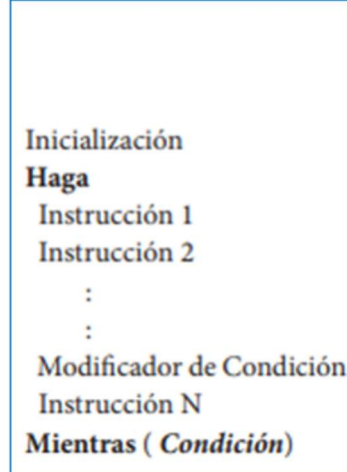 Inicialización
Haga
Instrucción 1
Instrucción 2
:
:
Modificador de Condición
Instrucción N
Mientras ( Condición)